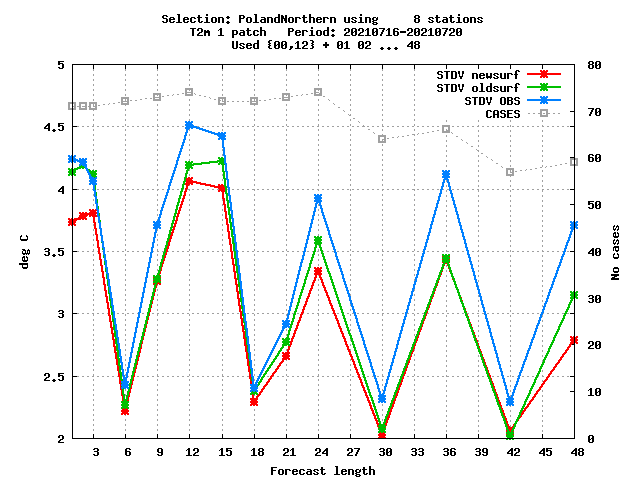 Selection: PolandNorthern using 8 stations
T2m 1 patch Period: 20210716-20210720
Used {00,12} + 01 02 ... 48
STDV newsurf
STDV oldsurf
STDV OBS
CASES
5
4.5
4
3.5
3
2.5
2
deg C
80
70
60
50
40
30
20
10
0
No cases
3 6 9 12 15 18 21 24 27 30 33 36 39 42 45 48
Forecast length